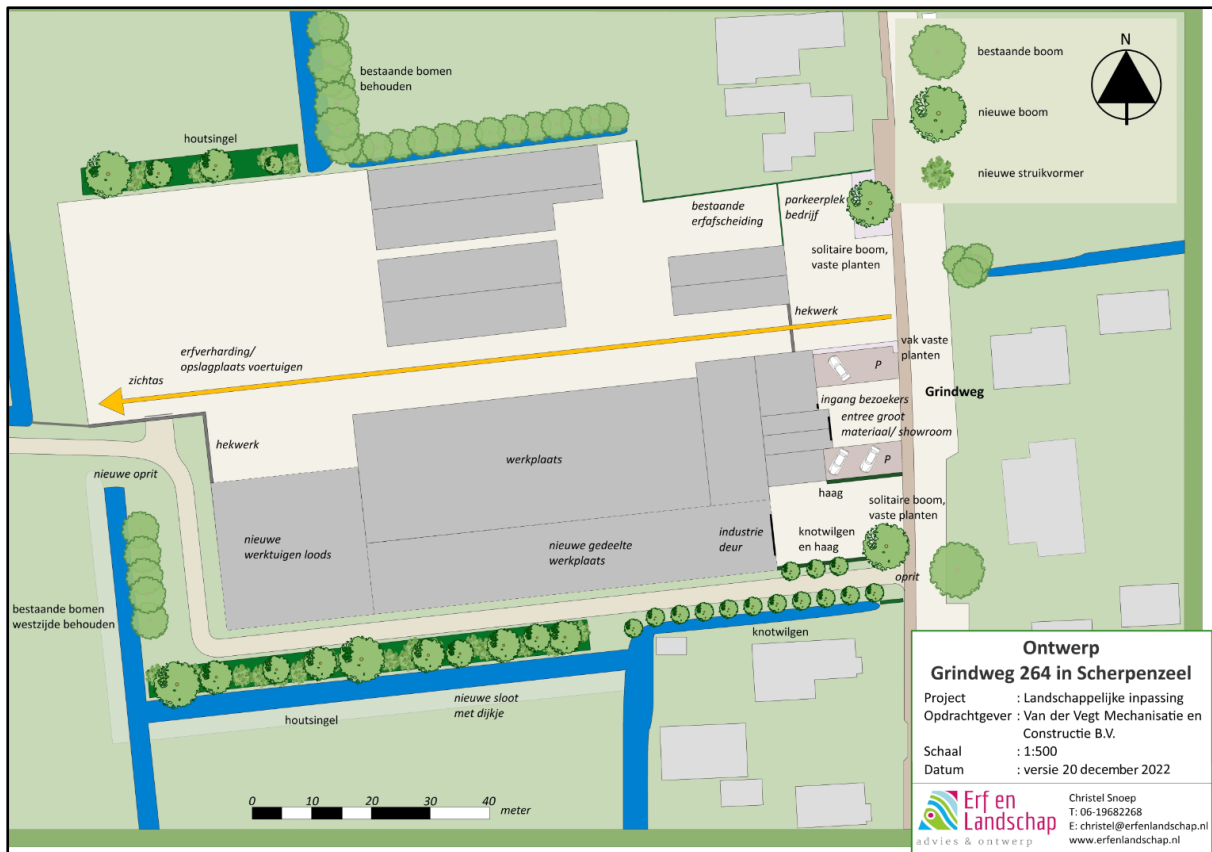 bestaande bomen
behouden
houtsingel
bestaande boom
nieuwe boom
nieuwe struikvormer
N
bestaande
erfafscheiding
parkeerplek
bedrijf
solitaire boom,
vaste planten
hekwerk
erfverharding/
opslagplaats voertuigen
zichtas
vak vaste
planten
P
Grindweg
ingang bezoekers
entree groot
materiaal/ showroom
hekwerk
werkplaats
P
nieuwe oprit
haag
solitaire boom,
vaste planten
nieuwe
werktuigen loods
nieuwe gedeelte
werkplaats
industrie
deur
knotwilgen
en haag
oprit
bestaande bomen
westzijde behouden
knotwilgen
nieuwe sloot
met dijkje
houtsingel
0 10 20 30 40
meter
Ontwerp
Grindweg 264 in Scherpenzeel
Project : Landschappelijke inpassing
Opdrachtgever : Van der Vegt Mechanisatie en
Constructie B.V.
Schaal : 1:500
Datum : versie 20 december 2022
Erf en
Landschap
advies & ontwerp
Christel Snoep
T: 06-19682268
E: christel@erfenlandschap.nl
www.erfenlandschap.nl